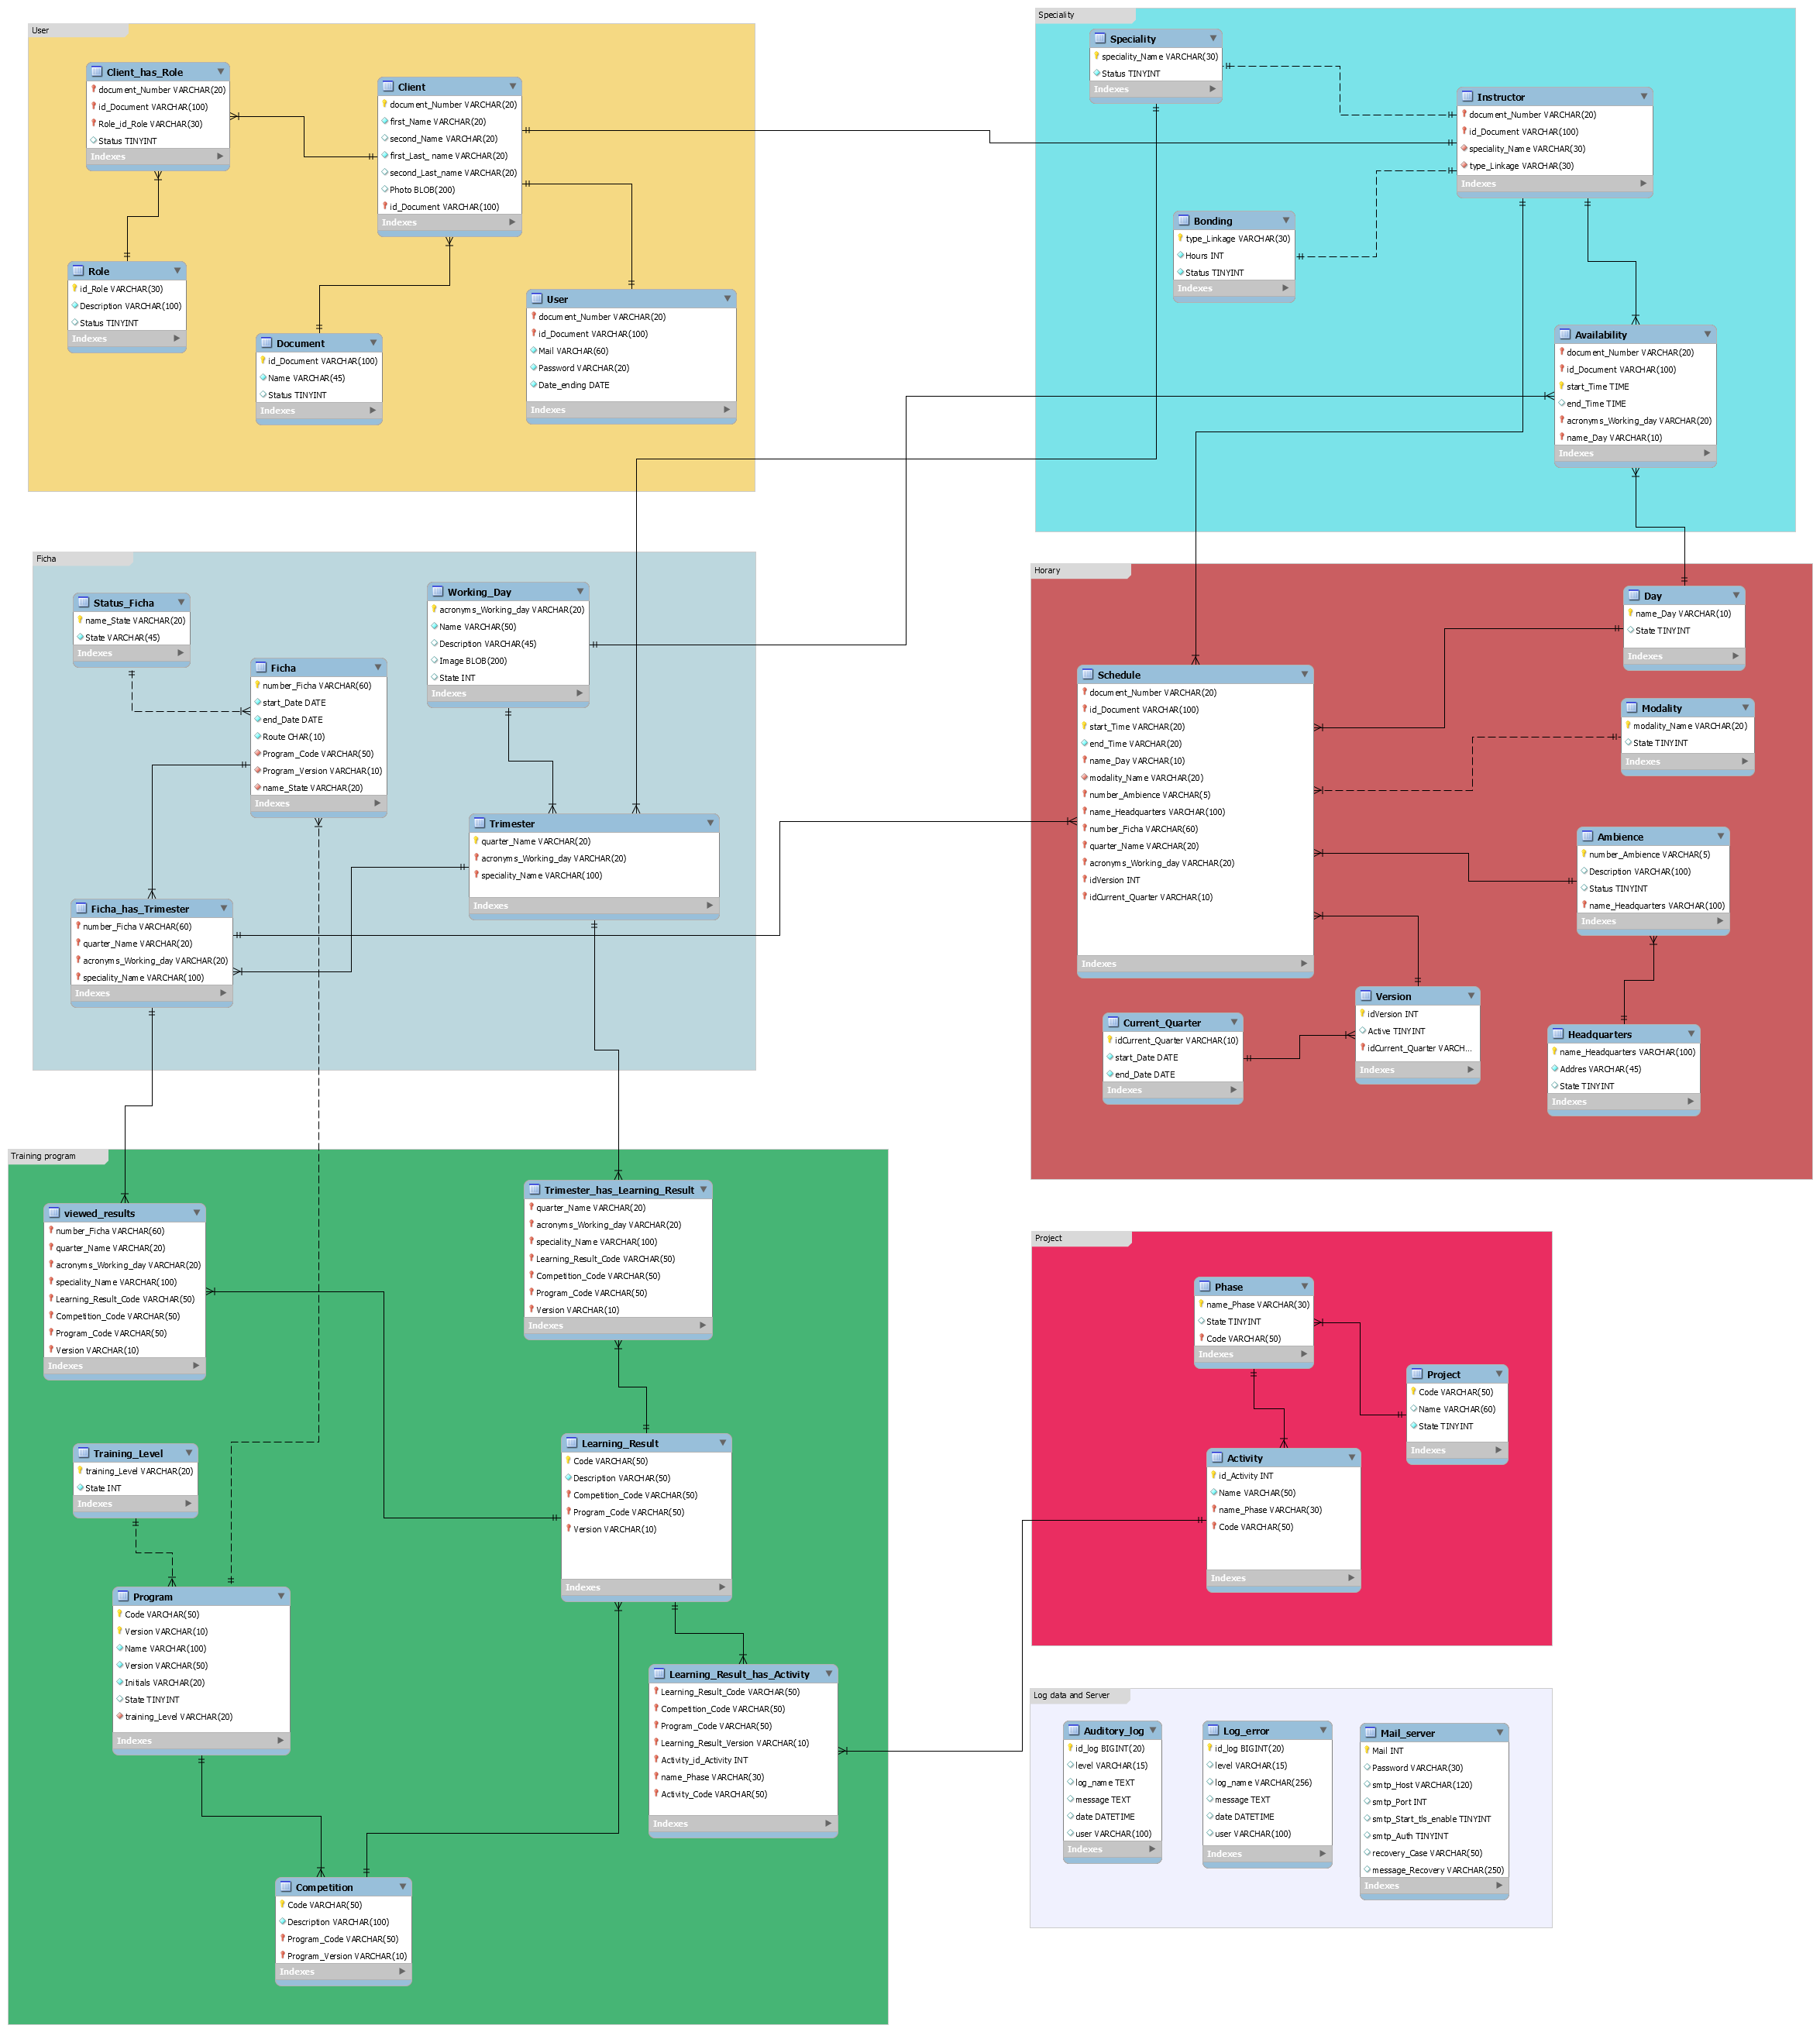 User
Client_has_Role
document_Number VARCHAR(20)
id_Document VARCHAR(100)
Role_id_Role VARCHAR(30)
Status TINYINT
Indexes
Client
document_Number VARCHAR(20)
first_Name VARCHAR(20)
second_Name VARCHAR(20)
first_Last_ name VARCHAR(20)
second_Last_name VARCHAR(20)
Photo BLOB(200)
id_Document VARCHAR(100)
Indexes
Role
id_Role VARCHAR(30)
Description VARCHAR(100)
Status TINYINT
Indexes
Document
id_Document VARCHAR(100)
Name VARCHAR(45)
Status TINYINT
Indexes
User
document_Number VARCHAR(20)
id_Document VARCHAR(100)
Mail VARCHAR(60)
Password VARCHAR(20)
Date_ending DATE
Indexes
Speciality
Speciality
speciality_Name VARCHAR(30)
Status TINYINT
Indexes
Instructor
document_Number VARCHAR(20)
id_Document VARCHAR(100)
speciality_Name VARCHAR(30)
type_Linkage VARCHAR(30)
Indexes
Bonding
type_Linkage VARCHAR(30)
Hours INT
Status TINYINT
Indexes
Availability
document_Number VARCHAR(20)
id_Document VARCHAR(100)
start_Time TIME
end_Time TIME
acronyms_Working_day VARCHAR(20)
name_Day VARCHAR(10)
Indexes
Ficha
Status_Ficha
name_State VARCHAR(20)
State VARCHAR(45)
Indexes
Ficha
number_Ficha VARCHAR(60)
start_Date DATE
end_Date DATE
Route CHAR(10)
Program_Code VARCHAR(50)
Program_Version VARCHAR(10)
name_State VARCHAR(20)
Indexes
Working_Day
acronyms_Working_day VARCHAR(20)
Name VARCHAR(50)
Description VARCHAR(45)
Image BLOB(200)
State INT
Indexes
Trimester
quarter_Name VARCHAR(20)
acronyms_Working_day VARCHAR(20)
speciality_Name VARCHAR(100)
Indexes
Ficha_has_Trimester
number_Ficha VARCHAR(60)
quarter_Name VARCHAR(20)
acronyms_Working_day VARCHAR(20)
speciality_Name VARCHAR(100)
Indexes
Horary
Day
name_Day VARCHAR(10)
State TINYINT
Indexes
Schedule
document_Number VARCHAR(20)
id_Document VARCHAR(100)
start_Time VARCHAR(20)
end_Time VARCHAR(20)
name_Day VARCHAR(10)
modality_Name VARCHAR(20)
number_Ambience VARCHAR(5)
name_Headquarters VARCHAR(100)
number_Ficha VARCHAR(60)
quarter_Name VARCHAR(20)
acronyms_Working_day VARCHAR(20)
idVersion INT
idCurrent_Quarter VARCHAR(10)
Indexes
Modality
modality_Name VARCHAR(20)
State TINYINT
Indexes
Ambience
number_Ambience VARCHAR(5)
Description VARCHAR(100)
Status TINYINT
name_Headquarters VARCHAR(100)
Indexes
Version
idVersion INT
Active TINYINT
idCurrent_Quarter VARCH...
Indexes
Current_Quarter
idCurrent_Quarter VARCHAR(10)
start_Date DATE
end_Date DATE
Indexes
Headquarters
name_Headquarters VARCHAR(100)
Addres VARCHAR(45)
State TINYINT
Indexes
Training program
viewed_results
number_Ficha VARCHAR(60)
quarter_Name VARCHAR(20)
acronyms_Working_day VARCHAR(20)
speciality_Name VARCHAR(100)
Learning_Result_Code VARCHAR(50)
Competition_Code VARCHAR(50)
Program_Code VARCHAR(50)
Version VARCHAR(10)
Indexes
Trimester_has_Learning_Result
quarter_Name VARCHAR(20)
acronyms_Working_day VARCHAR(20)
speciality_Name VARCHAR(100)
Learning_Result_Code VARCHAR(50)
Competition_Code VARCHAR(50)
Program_Code VARCHAR(50)
Version VARCHAR(10)
Indexes
Training_Level
training_Level VARCHAR(20)
State INT
Indexes
Learning_Result
Code VARCHAR(50)
Description VARCHAR(50)
Competition_Code VARCHAR(50)
Program_Code VARCHAR(50)
Version VARCHAR(10)
Indexes
Program
Code VARCHAR(50)
Version VARCHAR(10)
Name VARCHAR(100)
Version VARCHAR(50)
Initials VARCHAR(20)
State TINYINT
training_Level VARCHAR(20)
Indexes
Learning_Result_has_Activity
Learning_Result_Code VARCHAR(50)
Competition_Code VARCHAR(50)
Program_Code VARCHAR(50)
Learning_Result_Version VARCHAR(10)
Activity_id_Activity INT
name_Phase VARCHAR(30)
Activity_Code VARCHAR(50)
Indexes
Competition
Code VARCHAR(50)
Description VARCHAR(100)
Program_Code VARCHAR(50)
Program_Version VARCHAR(10)
Indexes
Project
Phase
name_Phase VARCHAR(30)
State TINYINT
Code VARCHAR(50)
Indexes
Project
Code VARCHAR(50)
Name VARCHAR(60)
State TINYINT
Indexes
Activity
id_Activity INT
Name VARCHAR(50)
name_Phase VARCHAR(30)
Code VARCHAR(50)
Indexes
Log data and Server
Auditory_log
id_log BIGINT(20)
level VARCHAR(15)
log_name TEXT
message TEXT
date DATETIME
user VARCHAR(100)
Indexes
Log_error
id_log BIGINT(20)
level VARCHAR(15)
log_name VARCHAR(256)
message TEXT
date DATETIME
user VARCHAR(100)
Indexes
Mail_server
Mail INT
Password VARCHAR(30)
smtp_Host VARCHAR(120)
smtp_Port INT
smtp_Start_tls_enable TINYINT
smtp_Auth TINYINT
recovery_Case VARCHAR(50)
message_Recovery VARCHAR(250)
Indexes